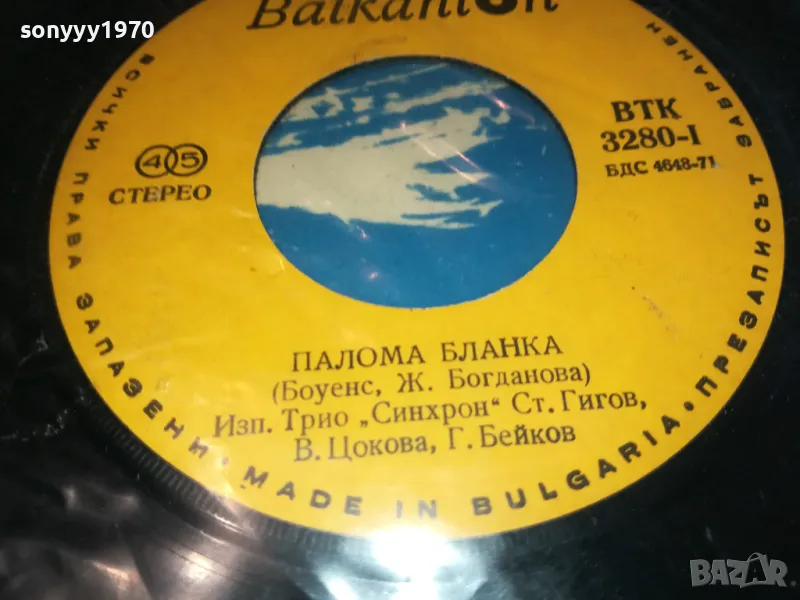 sonyyy1970
Balkanton
ВТК
3280-I
БДС 4648-71
45
СТЕРЕО
ПАЛОМА БЛАНКА
(Боуенс, Ж. Богданова)
Изп. Трио „Синхрон“ Ст. Гигов,
В. Цокова, Г. Бейков
ВСИЧКИ ПРАВА ЗАПАЗЕНИ • MADE IN BULGARIA • ПРЕЗАПИСЪТ ЗАБРАНЕН
BAZAR